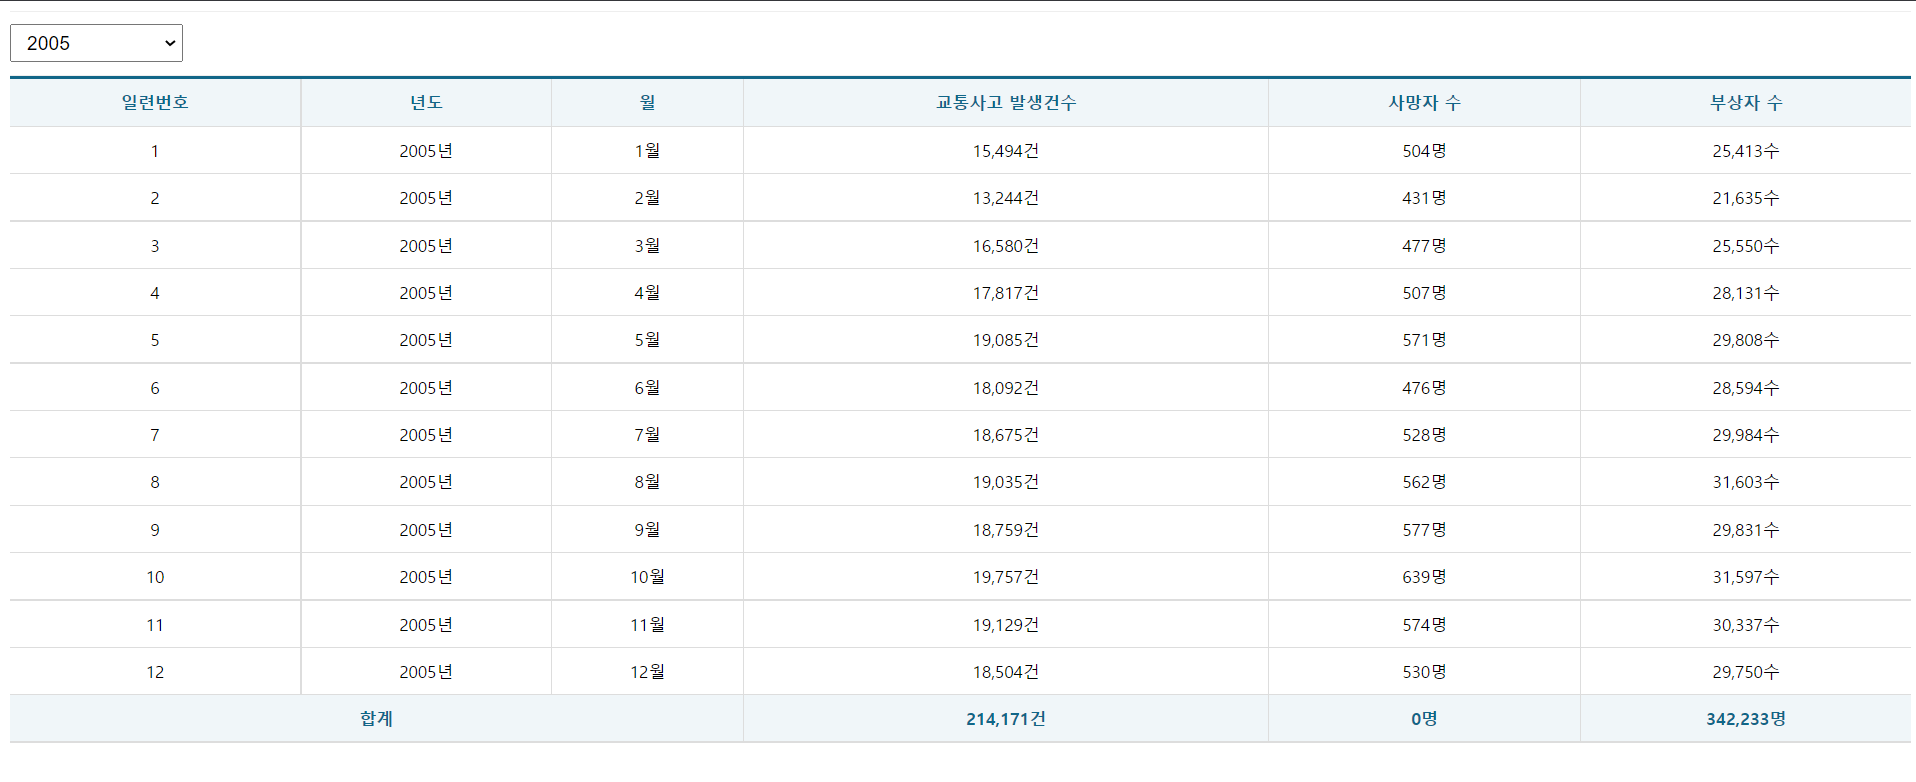 2005
일련번호 년도 월 교통사고 발생건수 사망자 수 부상자 수
1 2005년 1월 15,494건 504명 25,413수
2 2005년 2월 13,244건 431명 21,635수
3 2005년 3월 16,580건 477명 25,550수
4 2005년 4월 17,817건 507명 28,131수
5 2005년 5월 19,085건 571명 29,808수
6 2005년 6월 18,092건 476명 28,594수
7 2005년 7월 18,675건 528명 29,984수
8 2005년 8월 19,035건 562명 31,603수
9 2005년 9월 18,759건 577명 29,831수
10 2005년 10월 19,757건 639명 31,597수
11 2005년 11월 19,129건 574명 30,337수
12 2005년 12월 18,504건 530명 29,750수
합계 214,171건 0명 342,233명